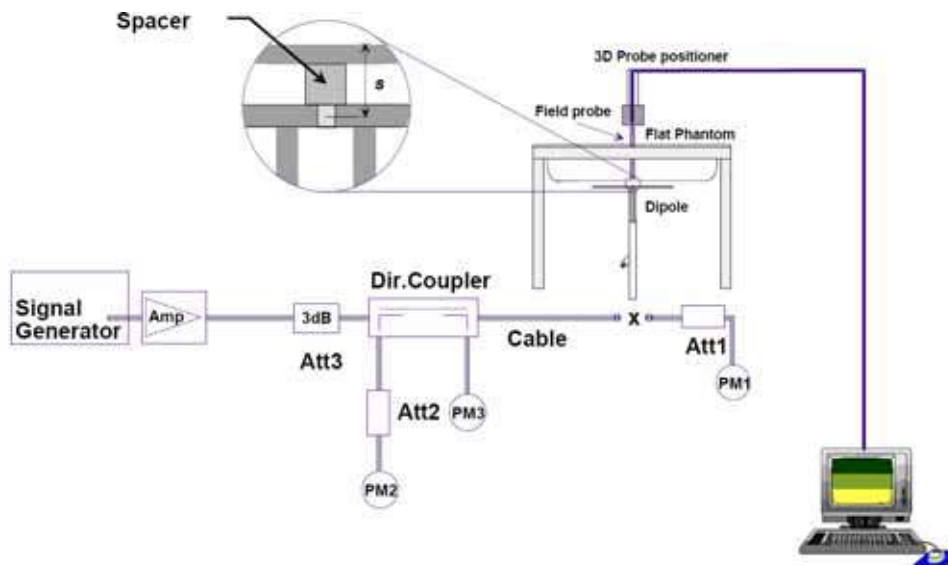 Spacer
s
3D Probe positioner
Field probe
Flat Phantom
Dipole
Signal
Generator
Amp
3dB
Att3
Dir.Coupler
Cable
x
Att1
PM1
Att2
PM3
PM2